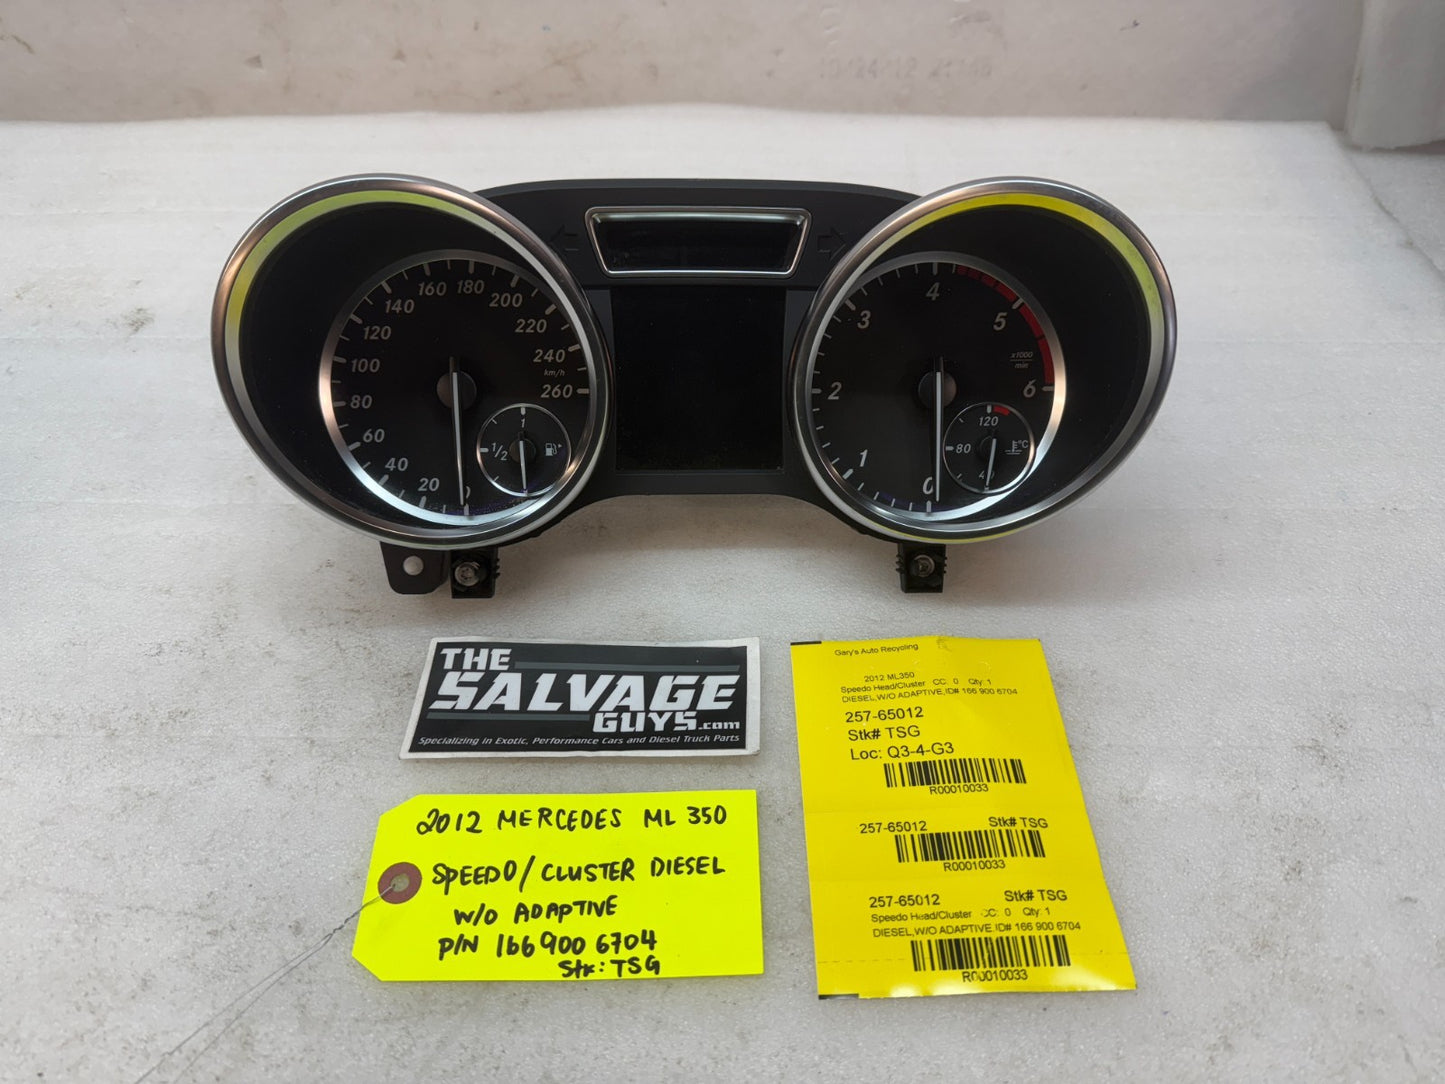 140 160 180 200
120 220
100 240
km/h
80 260
60
40
20 0
1
1/2
3 4 5
x1000
min
2 6
1 0
120
80 °C
40
THE
SALVAGE
GUYS.com
Specializing in Exotic, Performance Cars and Diesel Truck Parts
2012 MERCEDES ML 350
SPEEDO/CLUSTER DIESEL
W/O ADAPTIVE
P/N 166 900 6704
Stk: TSG
Gary's Auto Recycling
2012 ML350
Speedo Head/Cluster CC: 0 Qty: 1
DIESEL,W/O ADAPTIVE,ID# 166 900 6704
257-65012
Stk# TSG
Loc: Q3-4-G3
R00010033
257-65012 Stk# TSG
R00010033
257-65012 Stk# TSG
Speedo Head/Cluster CC: 0 Qty: 1
DIESEL,W/O ADAPTIVE,ID# 166 900 6704
R00010033